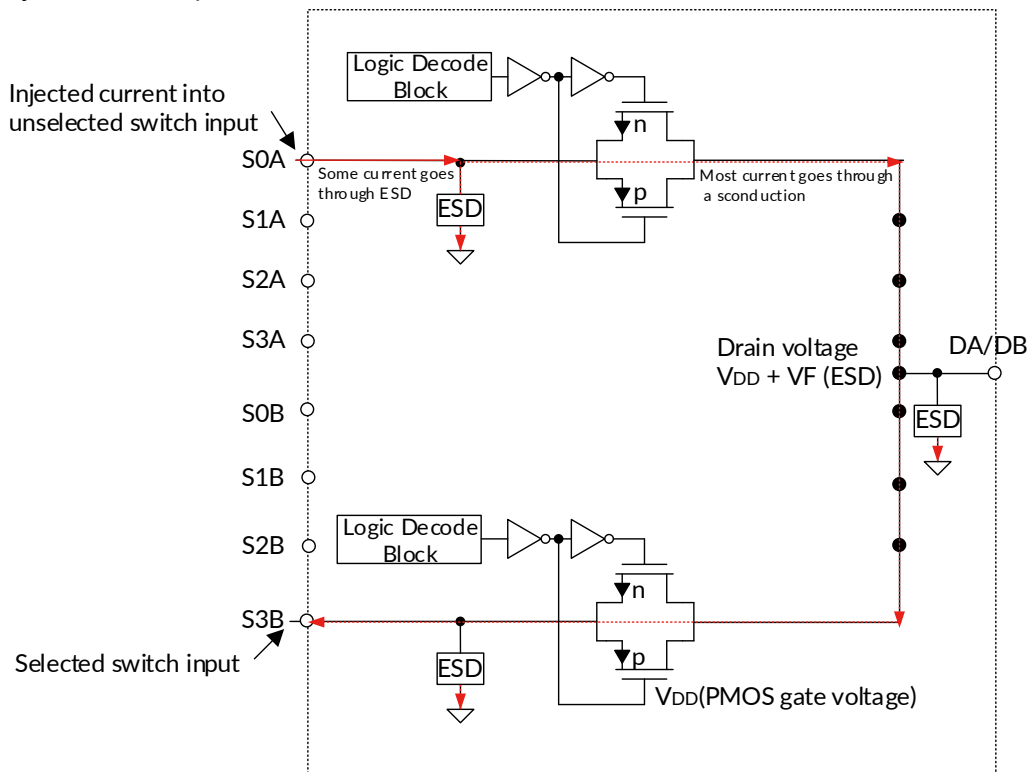 Logic Decode
Block
Injected current into
unselected switch input
n
S0A
Some current goes
through ESD
Most current goes through
a sconduction
p
ESD
S1A
S2A
S3A
Drain voltage
VDD + VF (ESD)
DA/DB
S0B
ESD
S1B
Logic Decode
Block
S2B
n
S3B
Selected switch input
ESD
p
VDD(PMOS gate voltage)